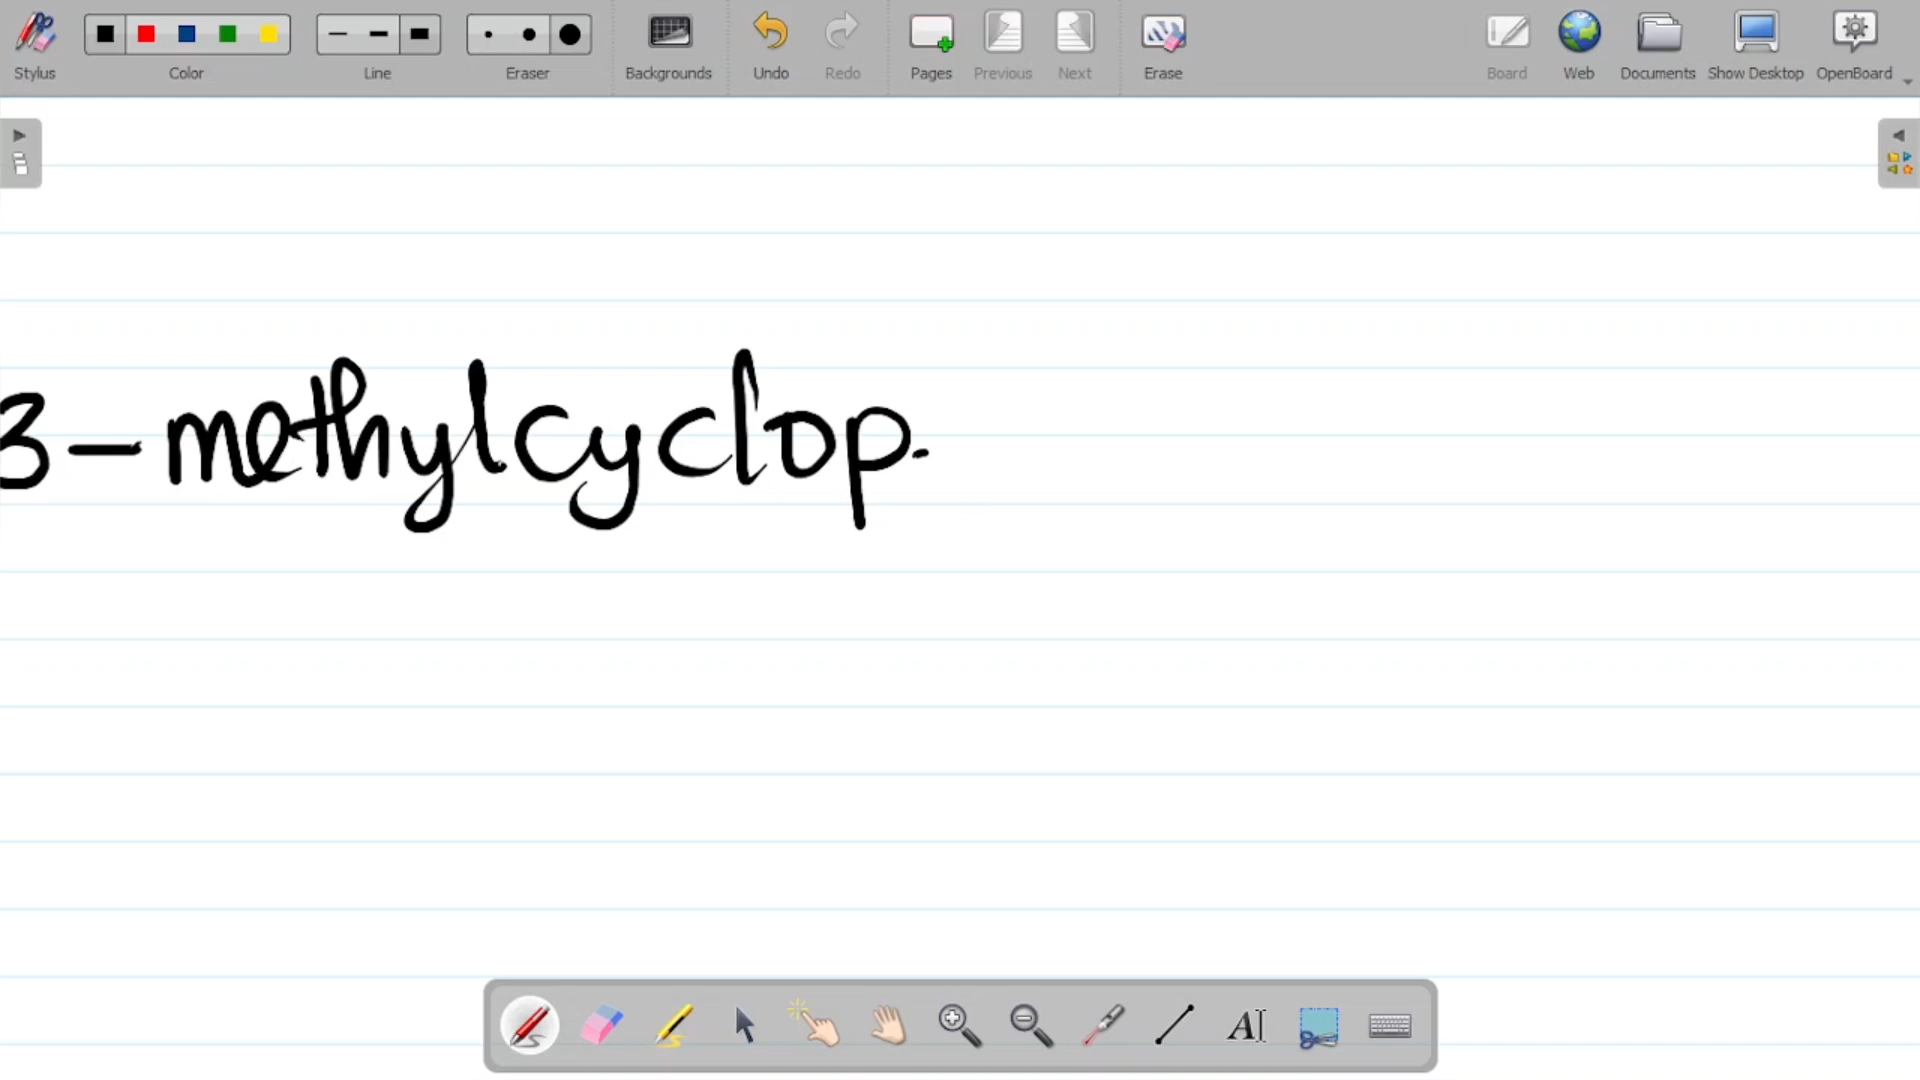 Stylus Color Line Eraser Backgrounds Undo Redo Pages Previous Next Erase Board Web Documents Show Desktop OpenBoard
3-methylcyclop.